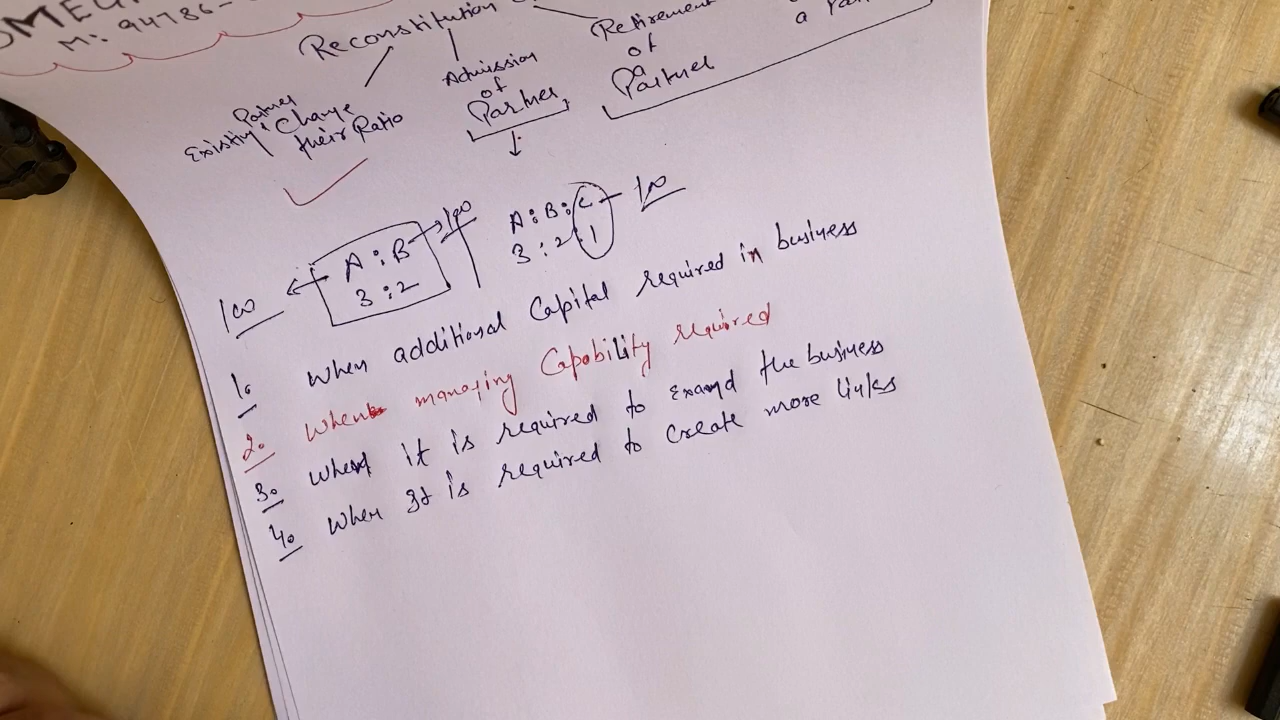 M: 94786-
Reconstitution
Existing Partner Change their Ratio
Admission of Partner
Retirement of a Partner
a
100 A : B 100
3 : 2
A : B : C 100
3 : 2 : 1
1. When additional Capital required in business
2. When managing Capability required
3. When it is required to Exand the business
4. When It is required to Create more links